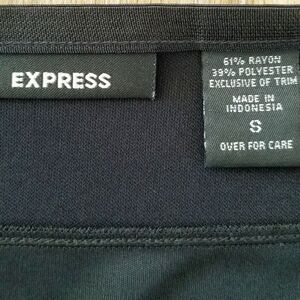 EXPRESS
61% RAYON
39% POLYESTER
EXCLUSIVE OF TRIM
MADE IN
INDONESIA
S
OVER FOR CARE